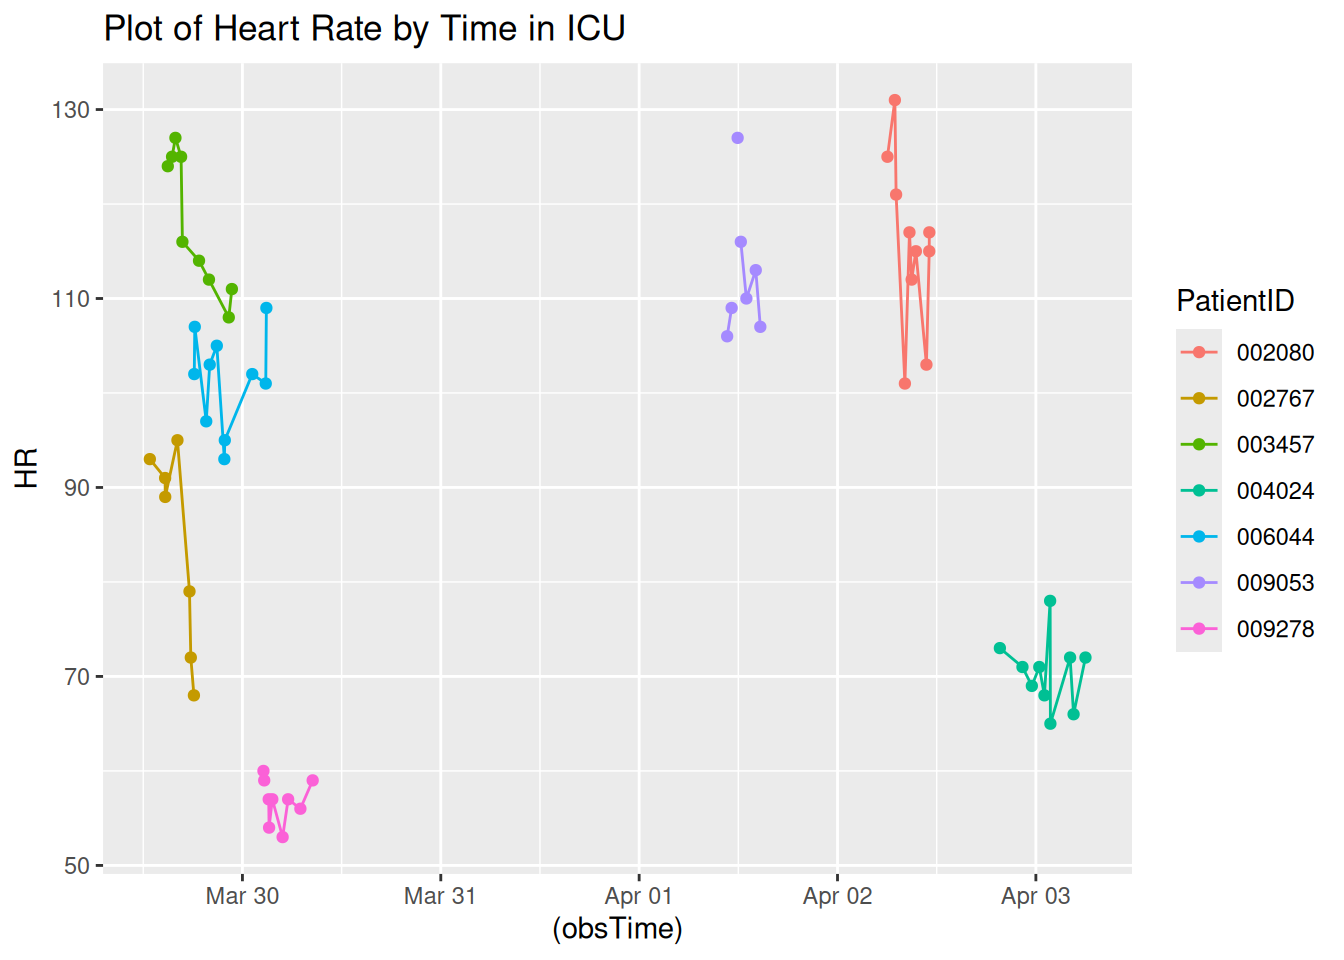 Plot of Heart Rate by Time in ICU
130
110
90
70
50
HR
Mar 30
Mar 31
Apr 01
Apr 02
Apr 03
(obsTime)
PatientID
002080
002767
003457
004024
006044
009053
009278